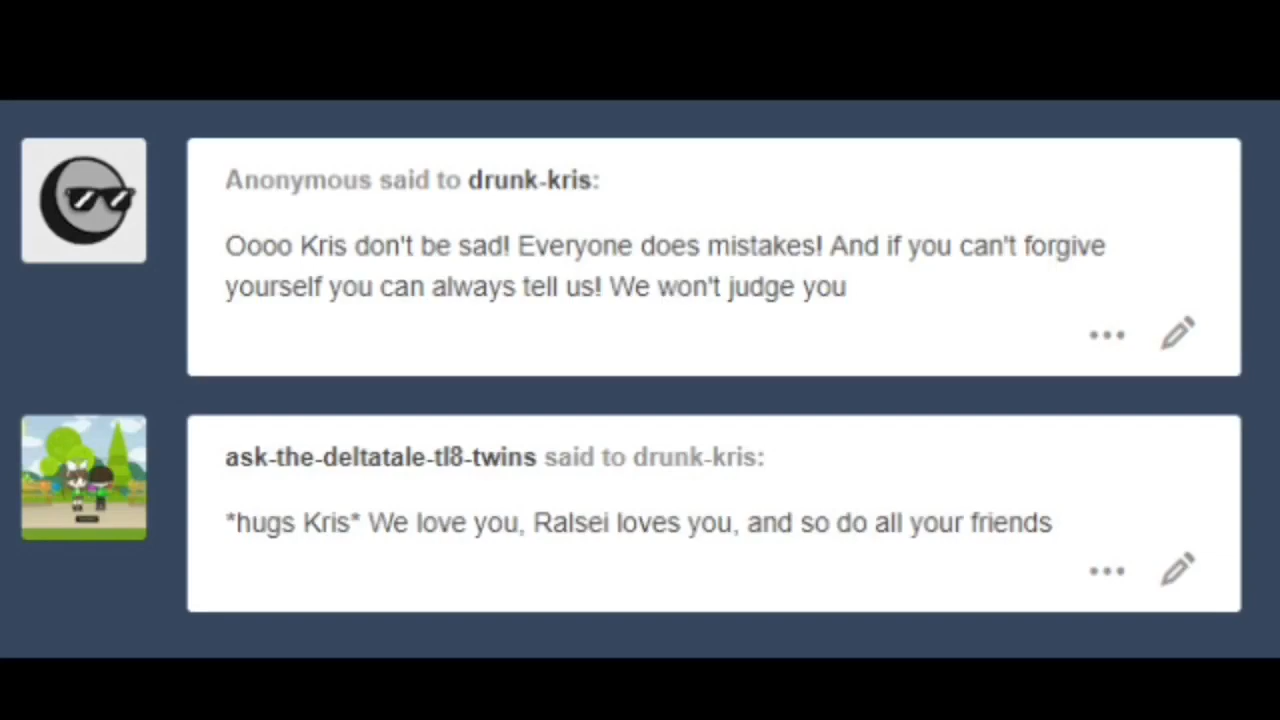 Anonymous said to drunk-kris:
Oooo Kris don't be sad! Everyone does mistakes! And if you can't forgive
yourself you can always tell us! We won't judge you
ask-the-deltatale-tl8-twins said to drunk-kris:
*hugs Kris* We love you, Ralsei loves you, and so do all your friends